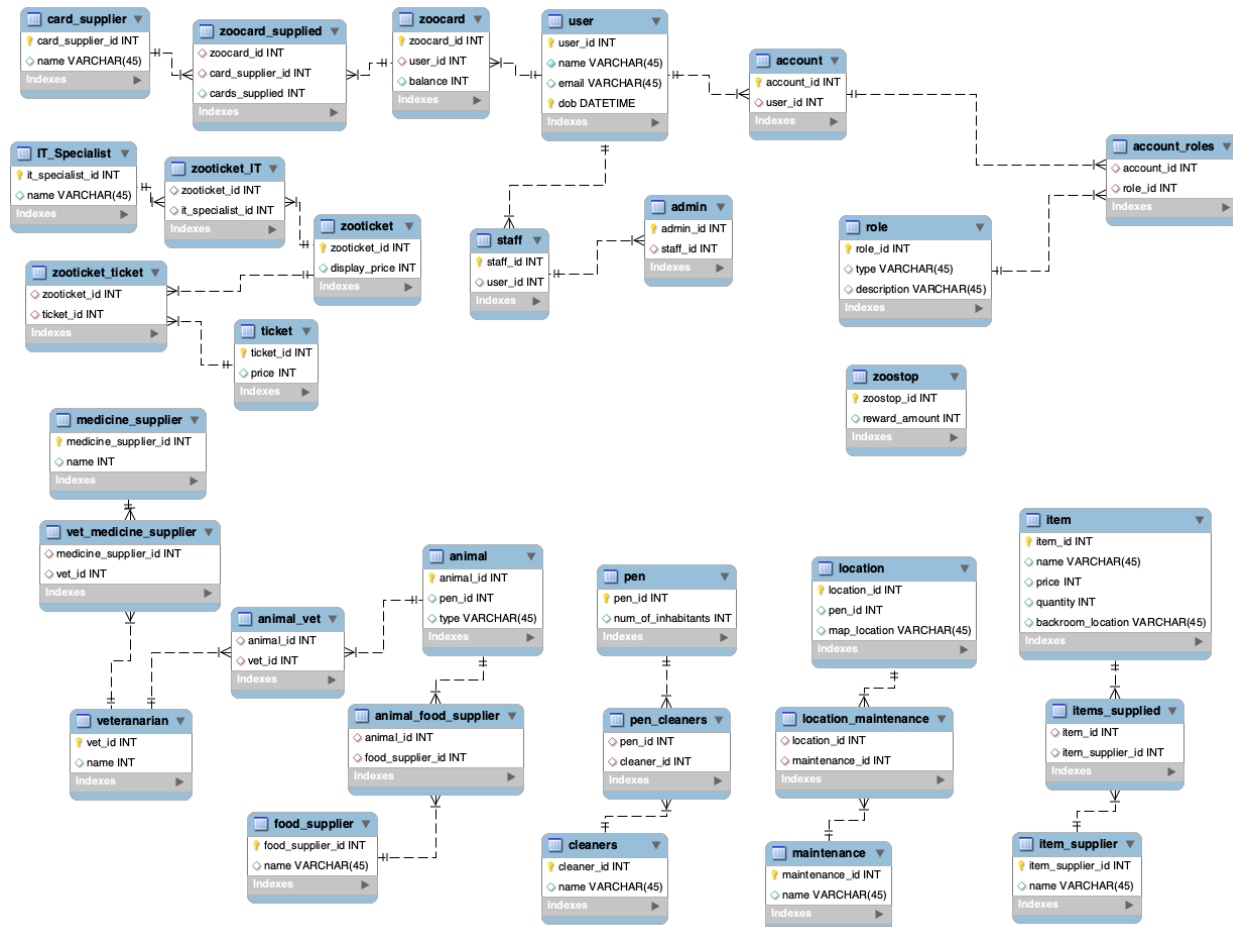 card_supplier
card_supplier_id INT
name VARCHAR(45)
Indexes
zoocard_supplied
zoocard_id INT
card_supplier_id INT
cards_supplied INT
Indexes
zoocard
zoocard_id INT
user_id INT
balance INT
Indexes
user
user_id INT
name VARCHAR(45)
email VARCHAR(45)
dob DATETIME
Indexes
account
account_id INT
user_id INT
Indexes
account_roles
account_id INT
role_id INT
Indexes
IT_Specialist
it_specialist_id INT
name VARCHAR(45)
Indexes
zooticket_IT
zooticket_id INT
it_specialist_id INT
Indexes
zooticket
zooticket_id INT
display_price INT
Indexes
staff
staff_id INT
user_id INT
Indexes
admin
admin_id INT
staff_id INT
Indexes
role
role_id INT
type VARCHAR(45)
description VARCHAR(45)
Indexes
zooticket_ticket
zooticket_id INT
ticket_id INT
Indexes
ticket
ticket_id INT
price INT
Indexes
zoostop
zoostop_id INT
reward_amount INT
Indexes
medicine_supplier
medicine_supplier_id INT
name INT
Indexes
vet_medicine_supplier
medicine_supplier_id INT
vet_id INT
Indexes
animal_vet
animal_id INT
vet_id INT
Indexes
animal
animal_id INT
pen_id INT
type VARCHAR(45)
Indexes
pen
pen_id INT
num_of_inhabitants INT
Indexes
location
location_id INT
pen_id INT
map_location VARCHAR(45)
Indexes
item
item_id INT
name VARCHAR(45)
price INT
quantity INT
backroom_location VARCHAR(45)
Indexes
veteranarian
vet_id INT
name INT
Indexes
animal_food_supplier
animal_id INT
food_supplier_id INT
Indexes
pen_cleaners
pen_id INT
cleaner_id INT
Indexes
location_maintenance
location_id INT
maintenance_id INT
Indexes
items_supplied
item_id INT
item_supplier_id INT
Indexes
food_supplier
food_supplier_id INT
name VARCHAR(45)
Indexes
cleaners
cleaner_id INT
name VARCHAR(45)
Indexes
maintenance
maintenance_id INT
name VARCHAR(45)
Indexes
item_supplier
item_supplier_id INT
name VARCHAR(45)
Indexes